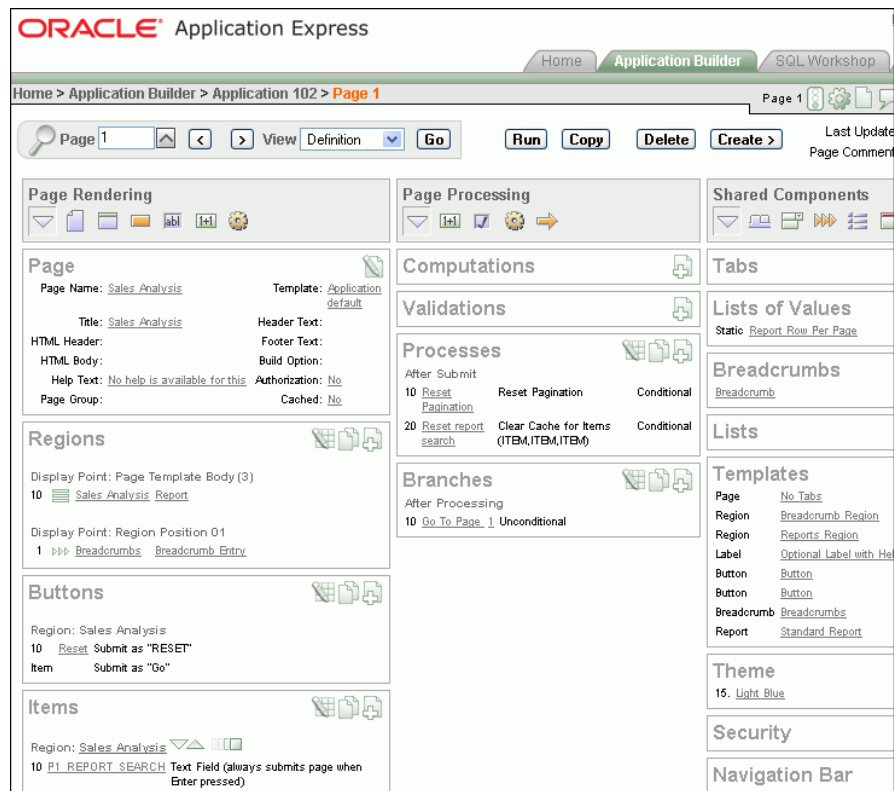 ORACLE® Application Express
Home
Application Builder
SQL Workshop
Home > Application Builder > Application 102 > Page 1
Page 1
Page 1 < > View Definition Go
Run Copy Delete Create >
Last Update
Page Comment
Page Rendering
abl 1+1
Page
Page Name: Sales Analysis
Template: Application default
Title: Sales Analysis
Header Text:
HTML Header:
Footer Text:
HTML Body:
Build Option:
Help Text: No help is available for this
Authorization: No
Page Group:
Cached: No
Regions
Display Point: Page Template Body (3)
10 Sales Analysis Report
Display Point: Region Position 01
1 Breadcrumbs Breadcrumb Entry
Buttons
Region: Sales Analysis
10 Reset Submit as "RESET"
Item Submit as "Go"
Items
Region: Sales Analysis
10 P1_REPORT_SEARCH Text Field (always submits page when
Enter pressed)
Page Processing
1+1
Computations
Validations
Processes
After Submit
10 Reset Pagination Reset Pagination Conditional
20 Reset report search Clear Cache for Items (ITEM,ITEM,ITEM) Conditional
Branches
After Processing
10 Go To Page 1 Unconditional
Shared Components
Tabs
Lists of Values
Static Report Row Per Page
Breadcrumbs
Breadcrumb
Lists
Templates
Page No Tabs
Region Breadcrumb Region
Region Reports Region
Label Optional Label with Hel
Button Button
Button Button
Breadcrumb Breadcrumbs
Report Standard Report
Theme
15. Light Blue
Security
Navigation Bar